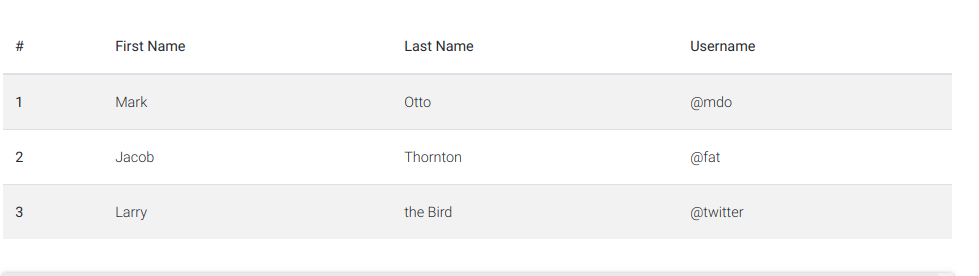 # First Name Last Name Username
1 Mark Otto @mdo
2 Jacob Thornton @fat
3 Larry the Bird @twitter